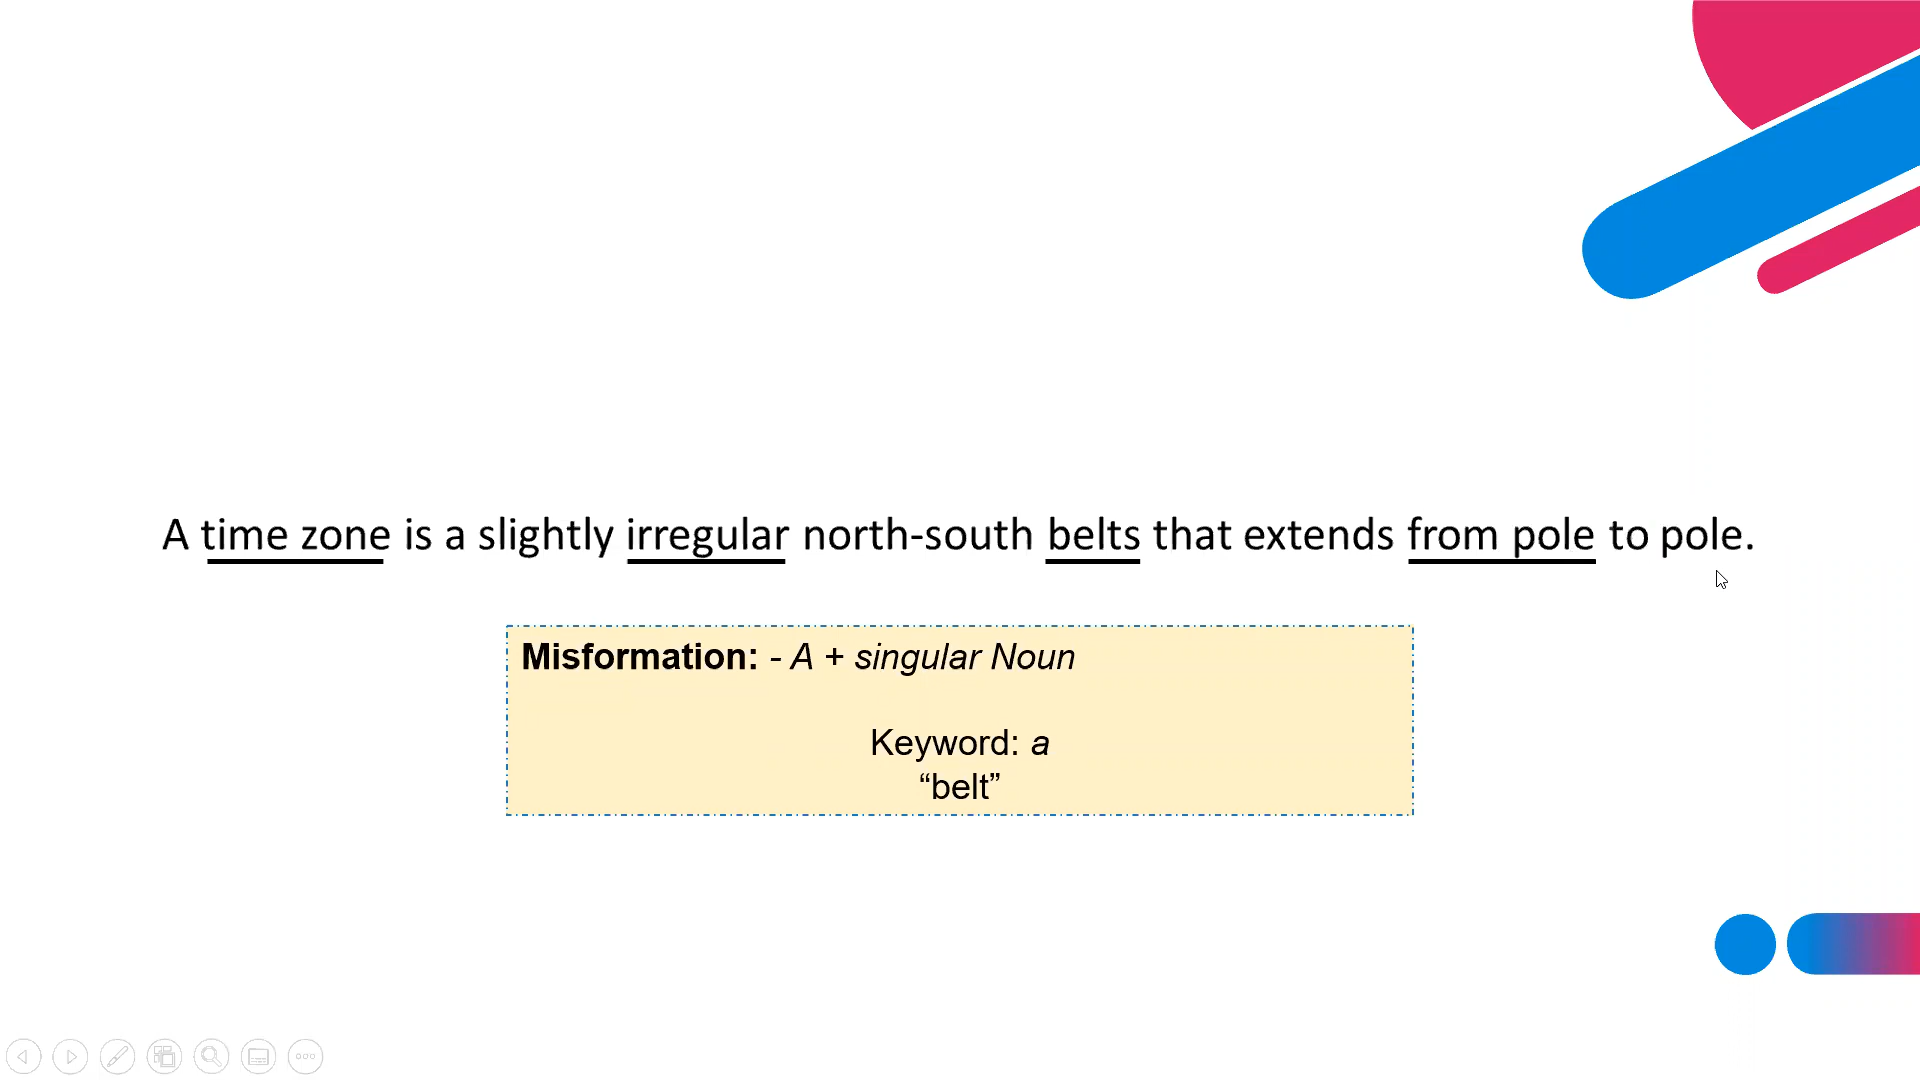 A time zone is a slightly irregular north-south belts that extends from pole to pole.
Misformation: - A + singular Noun
Keyword: a
“belt”